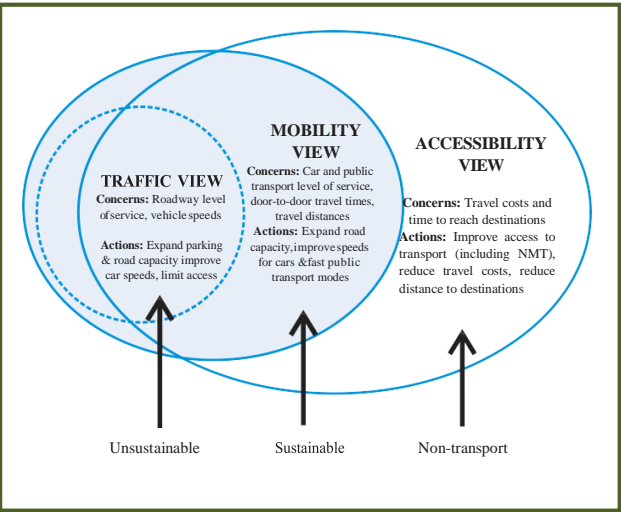 TRAFFIC VIEW
Concerns: Roadway level
of service, vehicle speeds
Actions: Expand parking
& road capacity improve
car speeds, limit access
MOBILITY
VIEW
Concerns: Car and public
transport level of service,
door-to-door travel times,
travel distances
Actions: Expand road
capacity, improve speeds
for cars & fast public
transport modes
ACCESSIBILITY
VIEW
Concerns: Travel costs and
time to reach destinations
Actions: Improve access to
transport (including NMT),
reduce travel costs, reduce
distance to destinations
Unsustainable
Sustainable
Non-transport